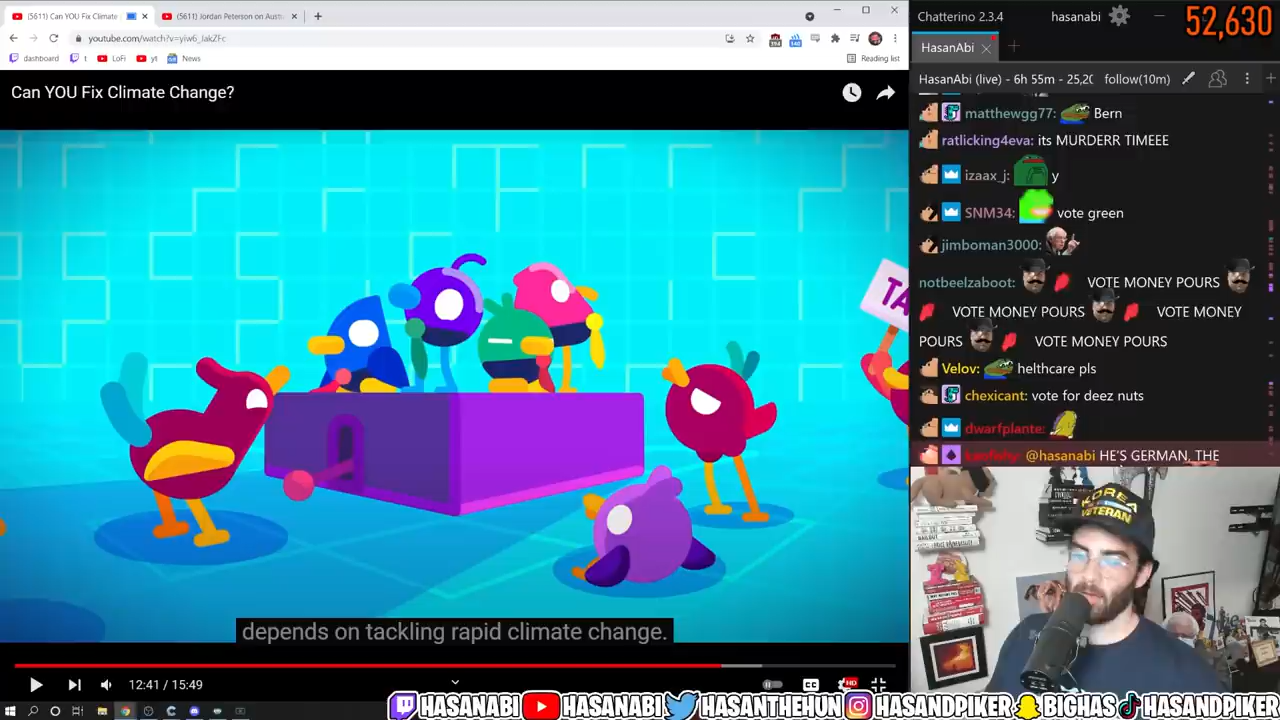 (5611) Can YOU Fix Climate
(5611) Jordan Peterson on Aust
youtube.com/watch?v=yiw6_JakZFc
dashboard
t
LoFi
yt
News
Reading list
Can YOU Fix Climate Change?
TA
depends on tackling rapid climate change.
12:41 / 15:49
HD
Chatterino 2.3.4
hasanabi
52,630
HasanAbi
HasanAbi (live) - 6h 55m - 25,20
follow(10m)
matthewgg77: Bern
ratlicking4eva: its MURDERR TIMEEE
izaax_j: y
SNM34: vote green
jimboman3000:
notbeelzaboot: VOTE MONEY POURS
VOTE MONEY POURS VOTE MONEY
POURS VOTE MONEY POURS
Velov: helthcare pls
chexicant: vote for deez nuts
dwarfplante:
@hasanabi HE'S GERMAN, THE
KOREA
VETERAN
HASANABI HASANABI HASANTHEHUN HASANDPIKER BIGHAS HASANDPIKER